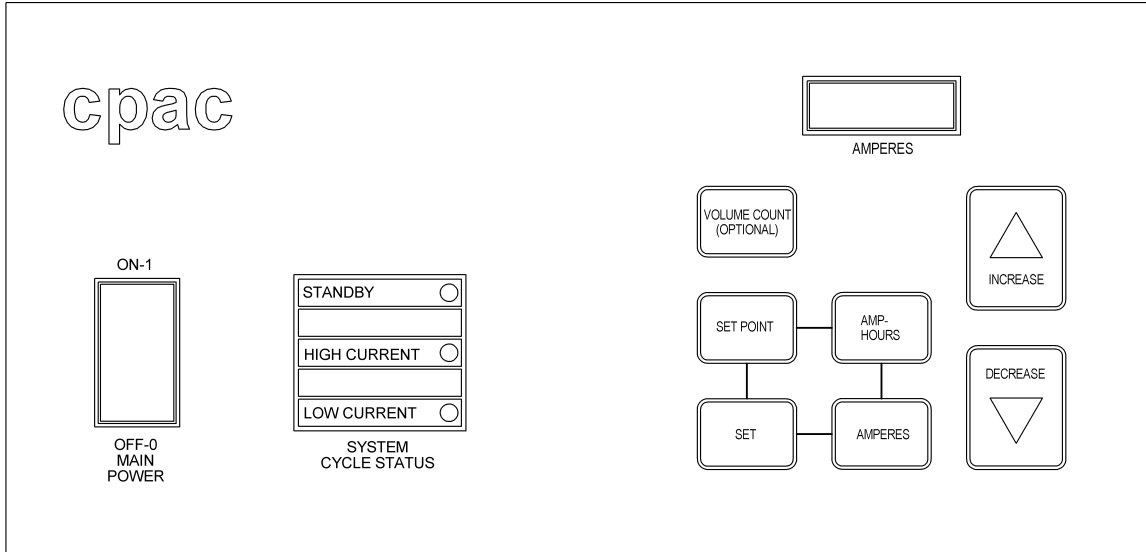 cpac
AMPERES
VOLUME COUNT
(OPTIONAL)
INCREASE
ON-1
STANDBY
HIGH CURRENT
LOW CURRENT
SET POINT
AMP-
HOURS
DECREASE
SET
AMPERES
OFF-0
MAIN
POWER
SYSTEM
CYCLE STATUS